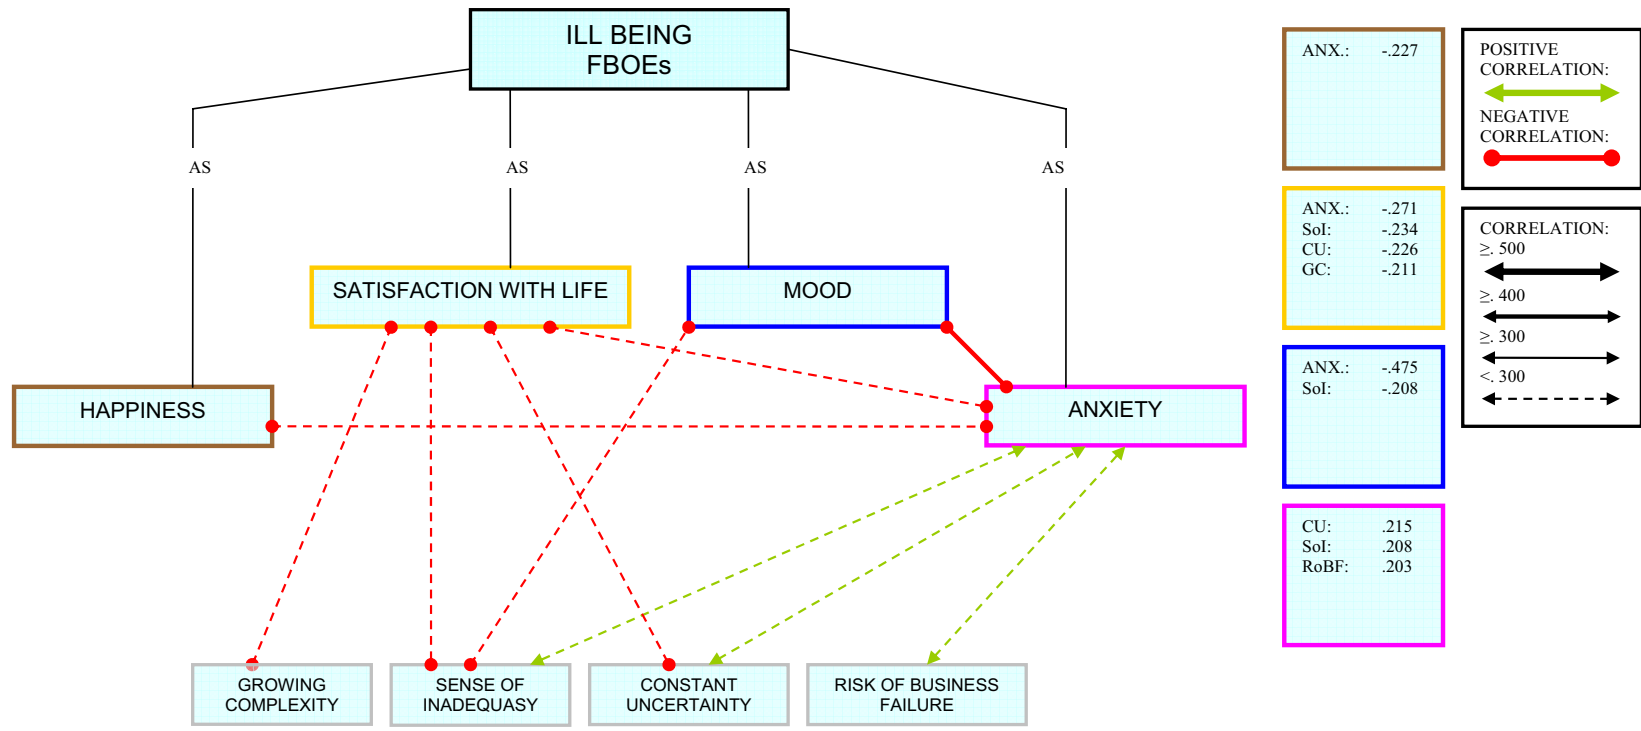 ILL BEING
FBOEs
AS
AS
AS
AS
SATISFACTION WITH LIFE
MOOD
HAPPINESS
ANXIETY
GROWING
COMPLEXITY
SENSE OF
INADEQUASY
CONSTANT
UNCERTAINTY
RISK OF BUSINESS
FAILURE
ANX.: -.227
ANX.: -.271
SoI: -.234
CU: -.226
GC: -.211
ANX.: -.475
SoI: -.208
CU: .215
SoI: .208
RoBF: .203
POSITIVE
CORRELATION:
NEGATIVE
CORRELATION:
CORRELATION:
≥. 500
≥. 400
≥. 300
<. 300